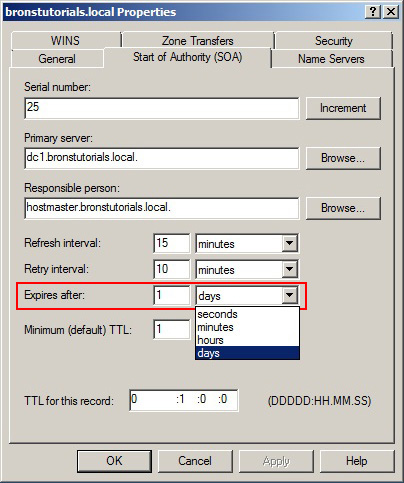 bronstutorials.local Properties
WINS Zone Transfers Security
General Start of Authority (SOA) Name Servers
Serial number:
25 Increment
Primary server:
dc1.bronstutorials.local. Browse...
Responsible person:
hostmaster.bronstutorials.local. Browse...
Refresh interval: 15 minutes
Retry interval: 10 minutes
Expires after: 1 days
seconds
minutes
Minimum (default) TTL: 1
hours
days
TTL for this record: 0 :1 :0 :0 (DDDDD:HH.MM.SS)
OK Cancel Apply Help